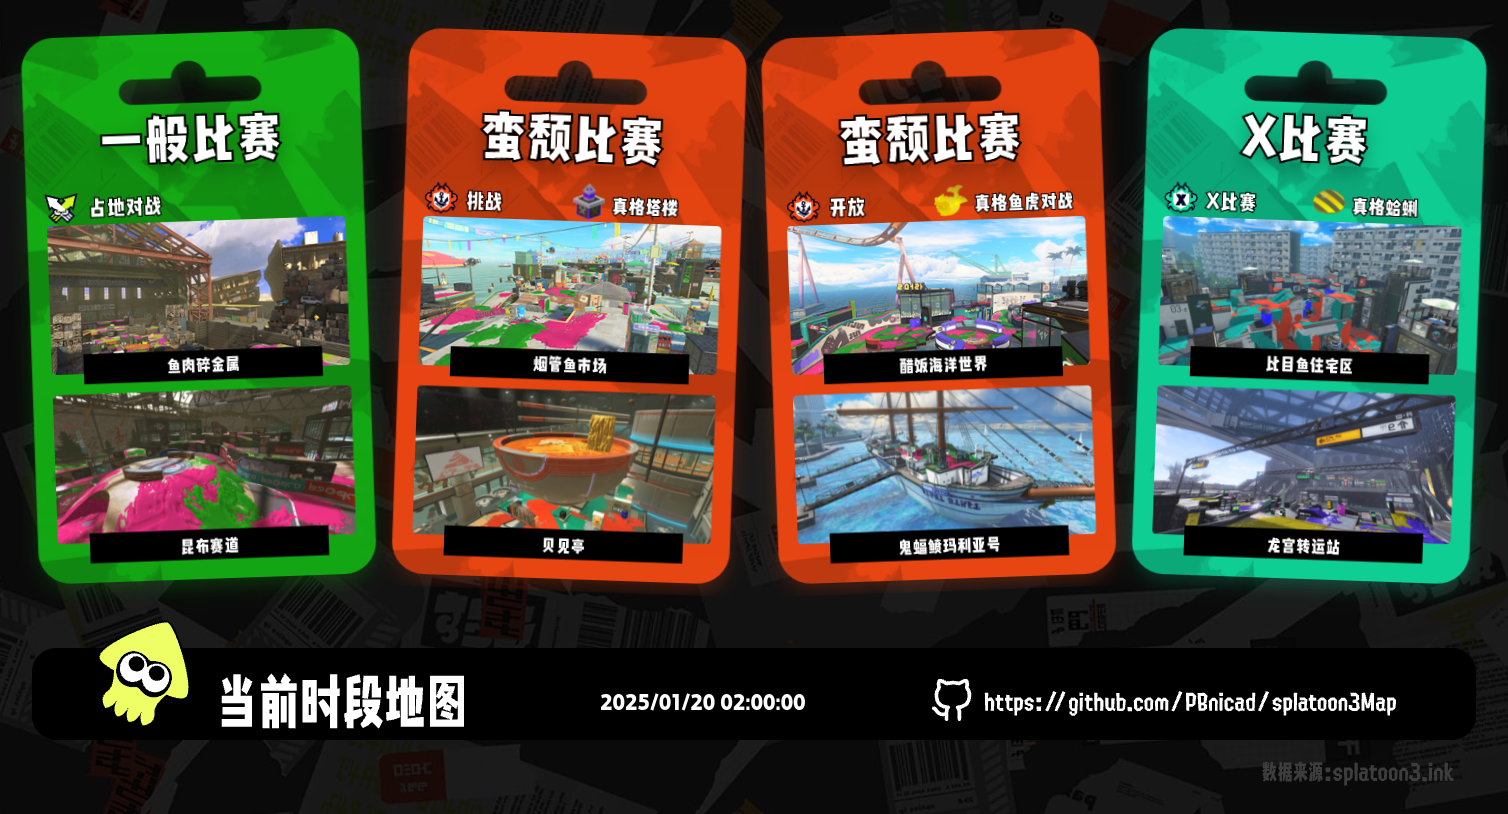 一般比赛
占地对战
鱼肉碎金属
昆布赛道
蛮颓比赛
挑战
真格塔楼
烟管鱼市场
贝见亭
蛮颓比赛
开放
真格鱼虎对战
醋饭海洋世界
鬼蝠鲼玛利亚号
X比赛
X比赛
真格蛤蜊
比目鱼住宅区
龙宫转运站
当前时段地图
2025/01/20 02:00:00
https://github.com/PBnicad/splatoon3Map
数据来源:splatoon3.ink